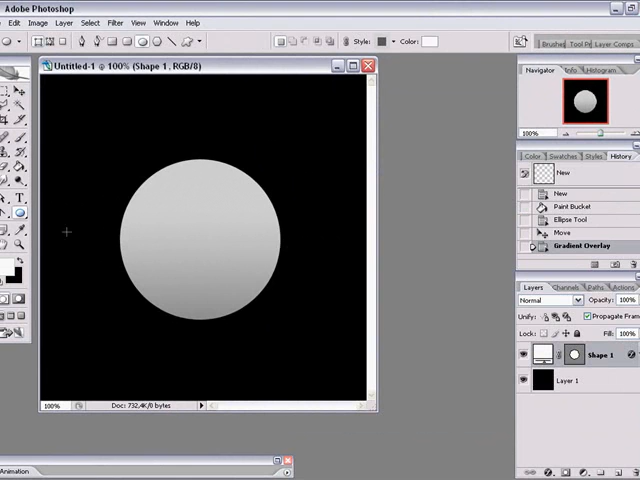 Adobe Photoshop
Edit Image Layer Select Filter View Window Help
Style: Color:
Brushes Tool Pr Layer Comps
Untitled-1 @ 100% (Shape 1, RGB/8)
Navigator Info Histogram
100%
Color Swatches Styles History
New
New
Paint Bucket
Ellipse Tool
Move
Gradient Overlay
Layers Channels Paths Actions
Normal Opacity: 100%
Unify: Propagate Fram
Lock: Fill: 100%
Shape 1
Layer 1
100% Doc: 732,4K/0 bytes
Animation